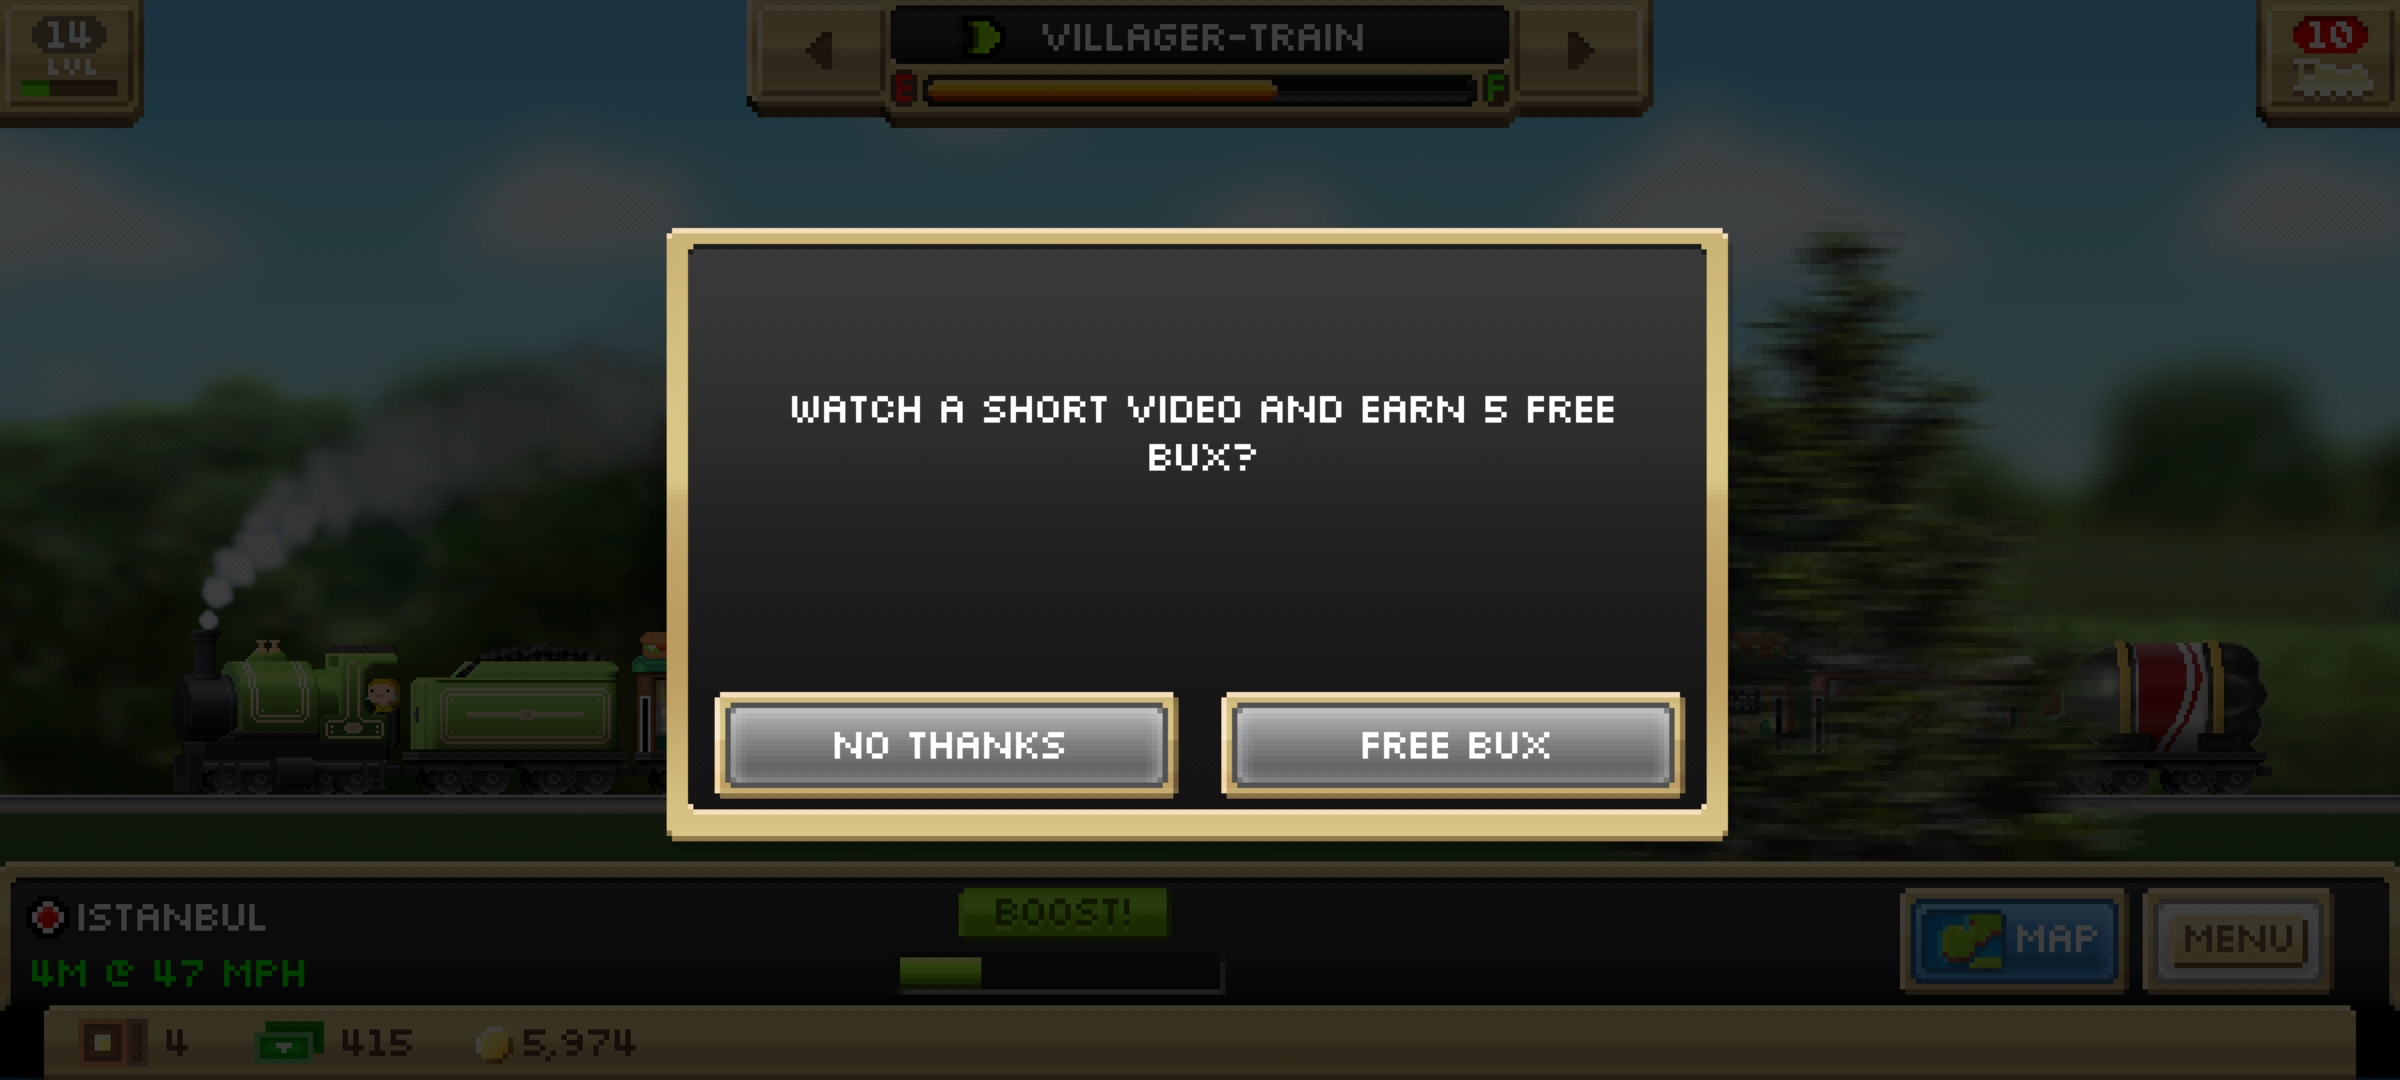 14
LVL
VILLAGER-TRAIN
E F
10
WATCH A SHORT VIDEO AND EARN 5 FREE
BUX?
NO THANKS
FREE BUX
ISTANBUL
4M @ 47 MPH
BOOST!
MAP
MENU
4 415 5,974